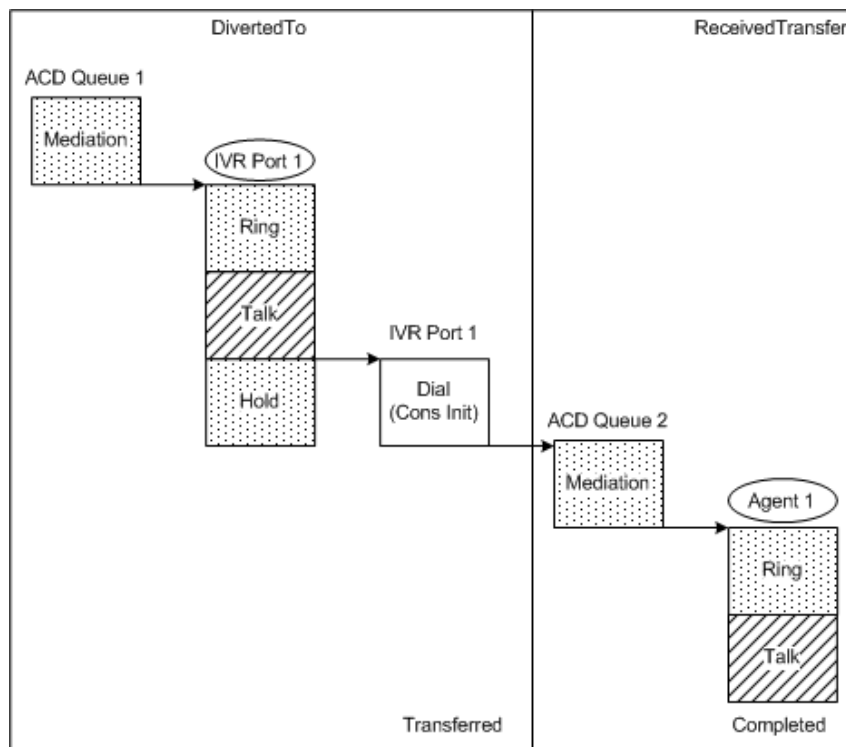 DivertedTo
ReceivedTransfer
ACD Queue 1
Mediation
IVR Port 1
Ring
Talk
Hold
IVR Port 1
Dial
(Cons Init)
ACD Queue 2
Mediation
Agent 1
Ring
Talk
Transferred
Completed